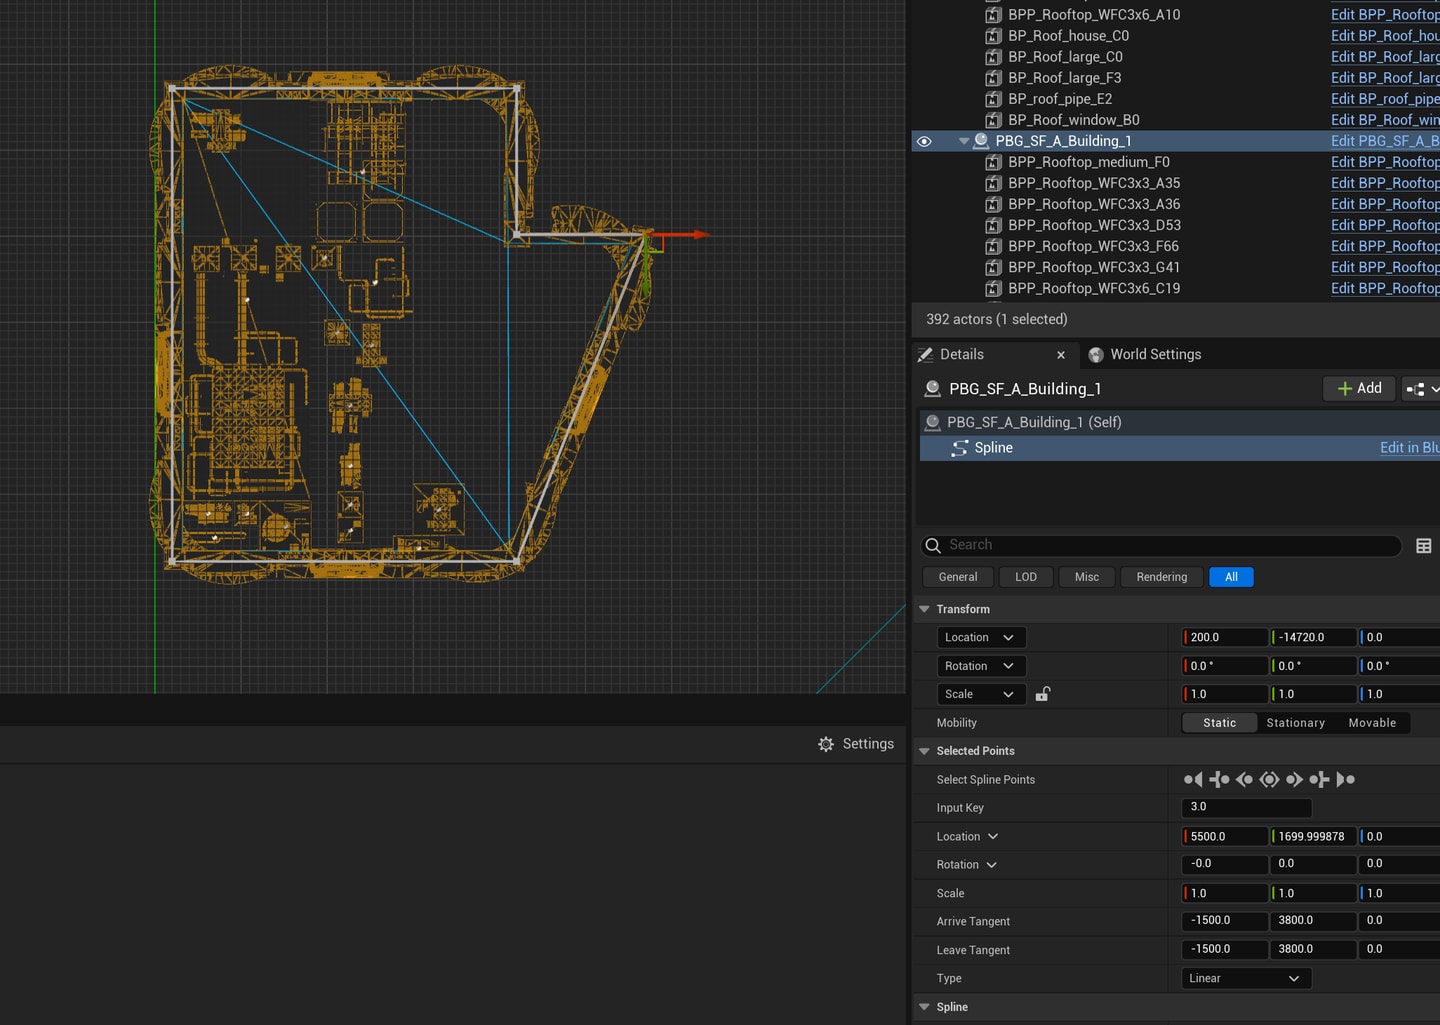 BPP_Rooftop_WFC3x6_A10 Edit BPP_Rooftop
BP_Roof_house_C0 Edit BP_Roof_hou
BP_Roof_large_C0 Edit BP_Roof_larg
BP_Roof_large_F3 Edit BP_Roof_larg
BP_roof_pipe_E2 Edit BP_roof_pipe
BP_Roof_window_B0 Edit BP_Roof_win
PBG_SF_A_Building_1 Edit PBG_SF_A_B
BPP_Rooftop_medium_F0 Edit BPP_Rooftop
BPP_Rooftop_WFC3x3_A35 Edit BPP_Rooftop
BPP_Rooftop_WFC3x3_A36 Edit BPP_Rooftop
BPP_Rooftop_WFC3x3_D53 Edit BPP_Rooftop
BPP_Rooftop_WFC3x3_F66 Edit BPP_Rooftop
BPP_Rooftop_WFC3x3_G41 Edit BPP_Rooftop
BPP_Rooftop_WFC3x6_C19 Edit BPP_Rooftop
392 actors (1 selected)
Details World Settings
PBG_SF_A_Building_1 Add
PBG_SF_A_Building_1 (Self)
Spline Edit in Blu
Search
General LOD Misc Rendering All
Transform
Location 200.0 -14720.0 0.0
Rotation 0.0 ° 0.0 ° 0.0 °
Scale 1.0 1.0 1.0
Mobility Static Stationary Movable
Settings
Selected Points
Select Spline Points
Input Key 3.0
Location 5500.0 1699.999878 0.0
Rotation -0.0 0.0 0.0
Scale 1.0 1.0 1.0
Arrive Tangent -1500.0 3800.0 0.0
Leave Tangent -1500.0 3800.0 0.0
Type Linear
Spline